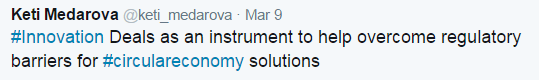 Keti Medarova @keti_medarova · Mar 9
#Innovation Deals as an instrument to help overcome regulatory
barriers for #circulareconomy solutions